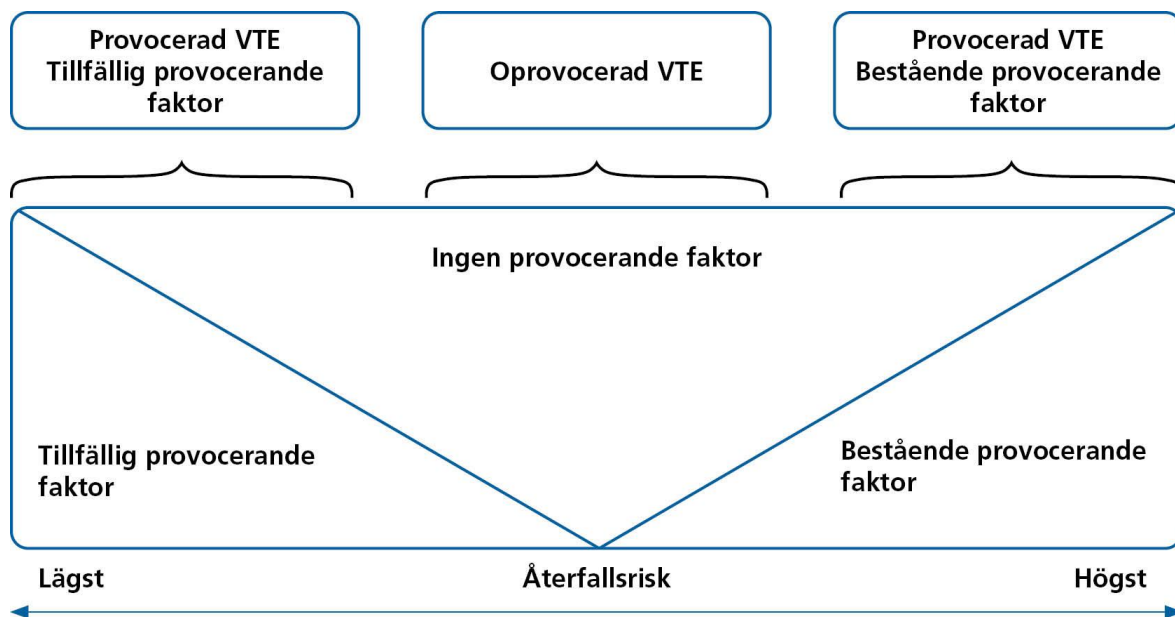 Provocerad VTE
Tillfällig provocerande
faktor
Oprovocerad VTE
Provocerad VTE
Bestående provocerande
faktor
Ingen provocerande faktor
Tillfällig provocerande
faktor
Bestående provocerande
faktor
Lägst
Återfallsrisk
Högst